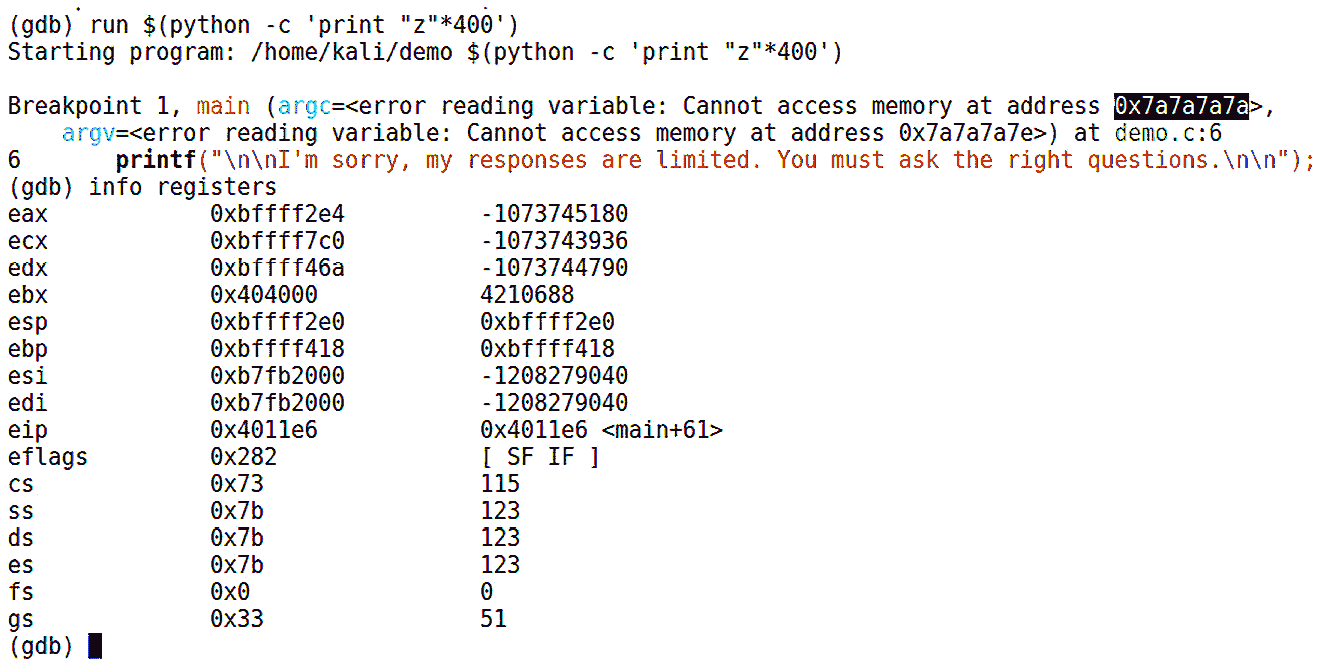 (gdb) run $(python -c 'print "z"*400')
Starting program: /home/kali/demo $(python -c 'print "z"*400')

Breakpoint 1, main (argc=<error reading variable: Cannot access memory at address 0x7a7a7a7a>,
    argv=<error reading variable: Cannot access memory at address 0x7a7a7a7e>) at demo.c:6
6       printf("\n\nI'm sorry, my responses are limited. You must ask the right questions.\n\n");
(gdb) info registers
eax            0xbffff2e4          -1073745180
ecx            0xbffff7c0          -1073743936
edx            0xbffff46a          -1073744790
ebx            0x404000            4210688
esp            0xbffff2e0          0xbffff2e0
ebp            0xbffff418          0xbffff418
esi            0xb7fb2000          -1208279040
edi            0xb7fb2000          -1208279040
eip            0x4011e6            0x4011e6 <main+61>
eflags         0x282               [ SF IF ]
cs             0x73                115
ss             0x7b                123
ds             0x7b                123
es             0x7b                123
fs             0x0                 0
gs             0x33                51
(gdb)